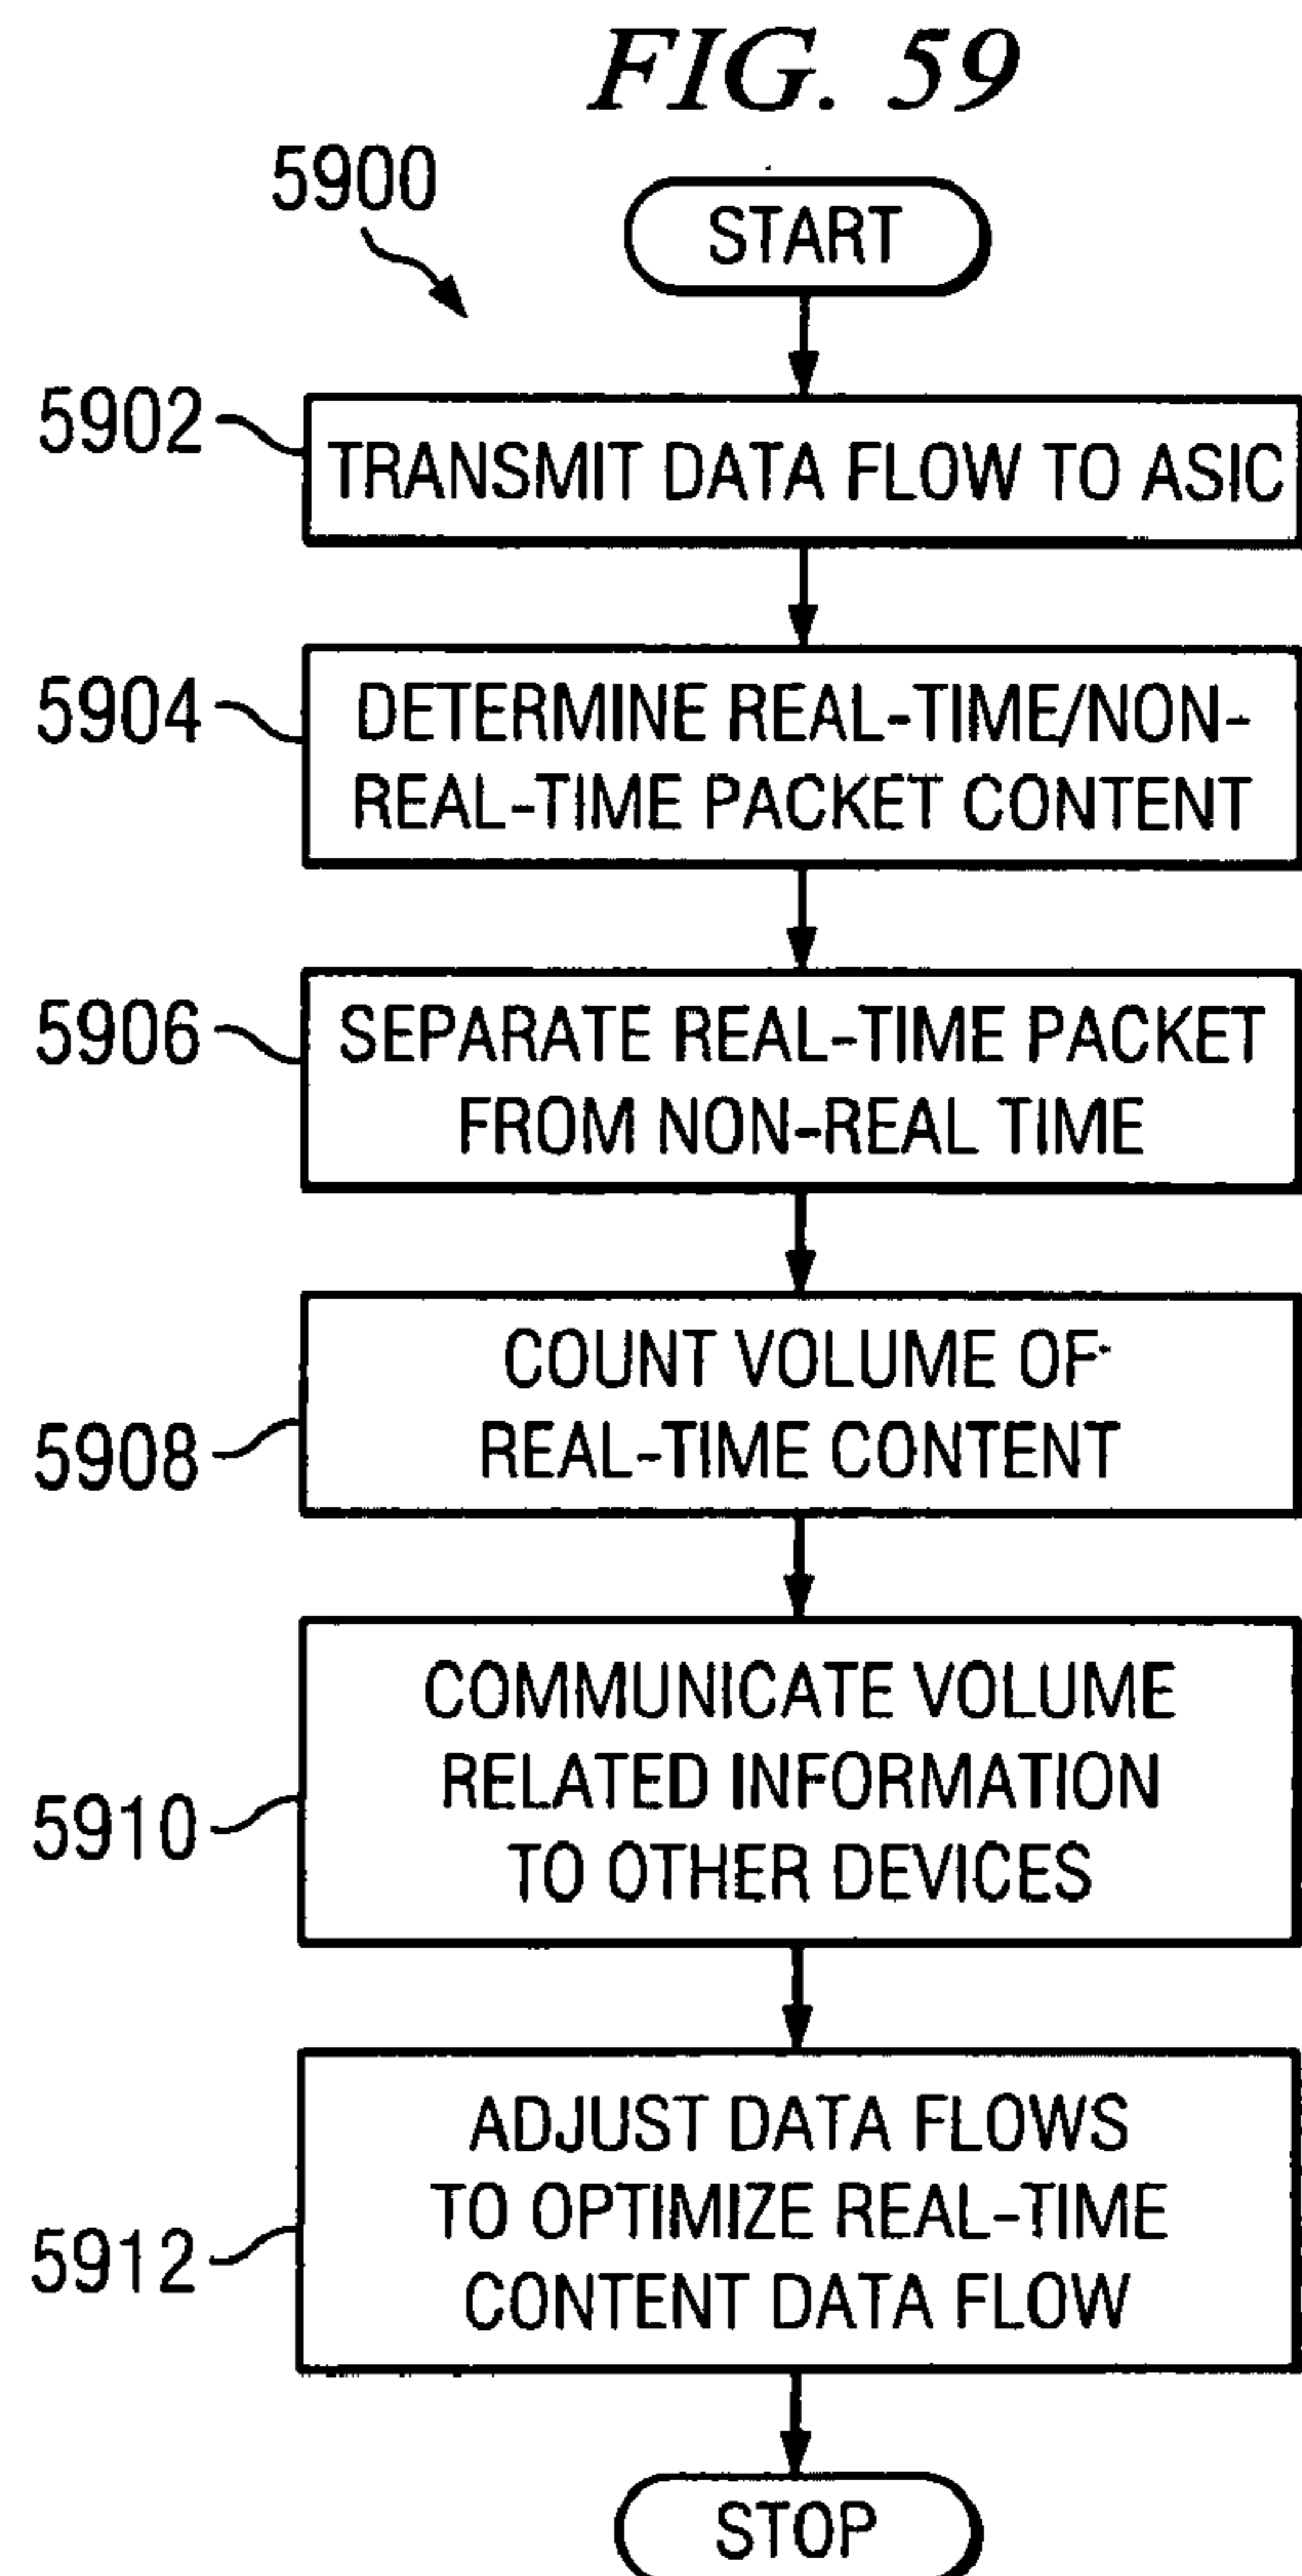 FIG. 59
5900
START
5902
TRANSMIT DATA FLOW TO ASIC
5904
DETERMINE REAL-TIME/NON-
REAL-TIME PACKET CONTENT
5906
SEPARATE REAL-TIME PACKET
FROM NON-REAL TIME
5908
COUNT VOLUME OF
REAL-TIME CONTENT
5910
COMMUNICATE VOLUME
RELATED INFORMATION
TO OTHER DEVICES
5912
ADJUST DATA FLOWS
TO OPTIMIZE REAL-TIME
CONTENT DATA FLOW
STOP